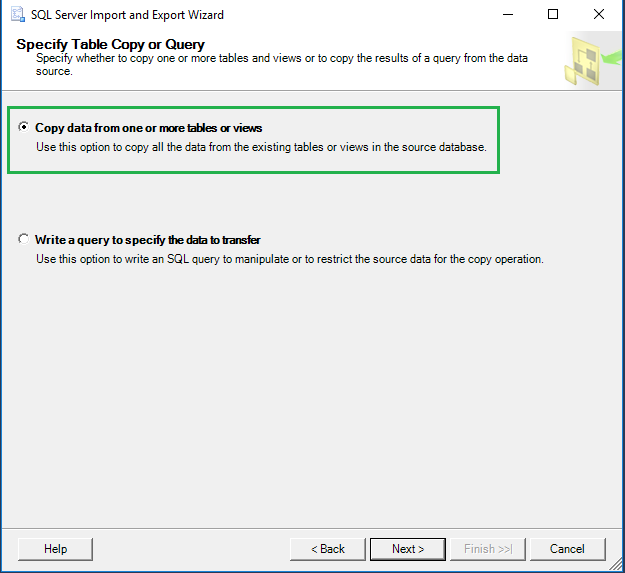 SQL Server Import and Export Wizard
Specify Table Copy or Query
Specify whether to copy one or more tables and views or to copy the results of a query from the data
source.
Copy data from one or more tables or views
Use this option to copy all the data from the existing tables or views in the source database.
Write a query to specify the data to transfer
Use this option to write an SQL query to manipulate or to restrict the source data for the copy operation.
Help
< Back
Next >
Finish >>|
Cancel